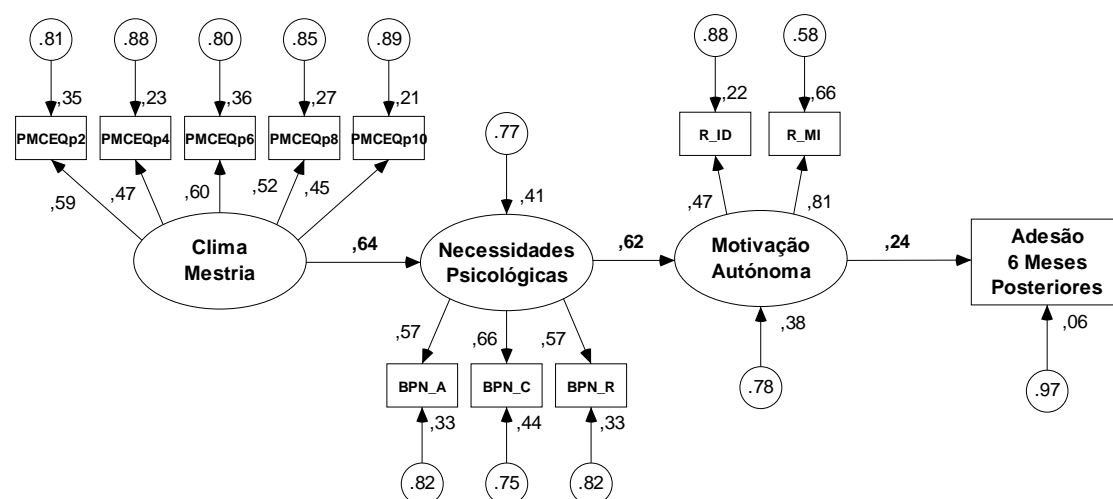 .81 .88 .80 .85 .89
.88 .58
,35 ,23 ,36 ,27 ,21
,22 ,66
PMCEQp2 PMCEQp4 PMCEQp6 PMCEQp8 PMCEQp10
R_ID R_MI
.77
,59 ,47 ,60 ,52 ,45
,41
,47 ,81
Clima
Mestria
,64
Necessidades
Psicológicas
,62
Motivação
Autónoma
,24
Adesão
6 Meses
Posteriores
,57 ,66 ,57
,38
,06
BPN_A BPN_C BPN_R
,33 ,44 ,33
.78
.97
.82 .75 .82